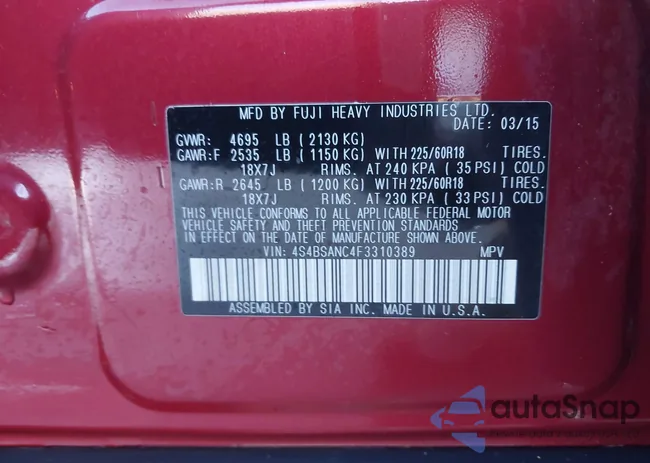 MFD BY FUJI HEAVY INDUSTRIES LTD.
DATE: 03/15
GVWR: 4695 LB (2130 KG)
GAWR:F 2535 LB (1150 KG) WITH 225/60R18 TIRES.
18X7J RIMS. AT 240 KPA (35 PSI) COLD
GAWR:R 2645 LB (1200 KG) WITH 225/60R18 TIRES.
18X7J RIMS. AT 230 KPA (33 PSI) COLD
THIS VEHICLE CONFORMS TO ALL APPLICABLE FEDERAL MOTOR
VEHICLE SAFETY AND THEFT PREVENTION STANDARDS
IN EFFECT ON THE DATE OF MANUFACTURE SHOWN ABOVE.
VIN: 4S4BSANC4F3310389 MPV
ASSEMBLED BY SIA INC. MADE IN U.S.A.
autoSnap